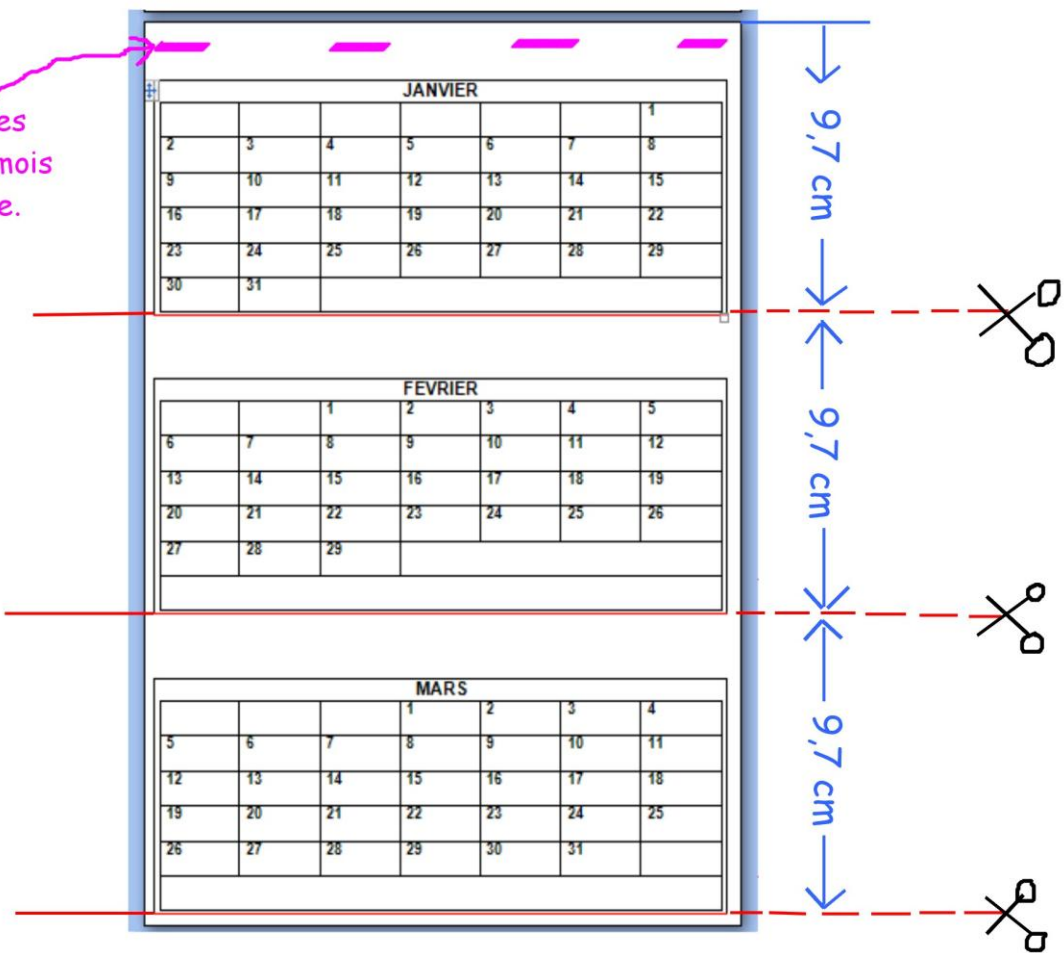 es
mois
e.
JANVIER
1
2 3 4 5 6 7 8
9 10 11 12 13 14 15
16 17 18 19 20 21 22
23 24 25 26 27 28 29
30 31
9,7 cm
FEVRIER
1 2 3 4 5
6 7 8 9 10 11 12
13 14 15 16 17 18 19
20 21 22 23 24 25 26
27 28 29
9,7 cm
MARS
1 2 3 4
5 6 7 8 9 10 11
12 13 14 15 16 17 18
19 20 21 22 23 24 25
26 27 28 29 30 31
9,7 cm